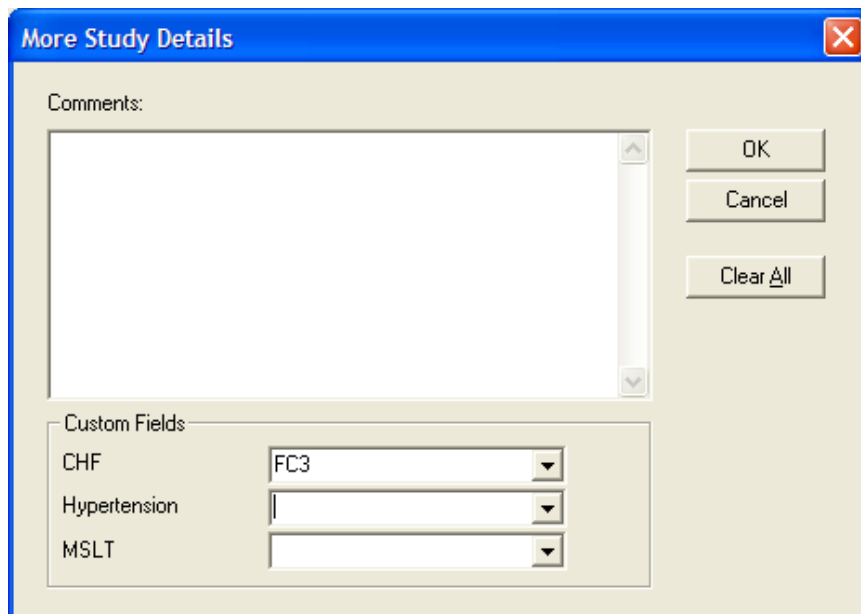 More Study Details
Comments:
OK
Cancel
Clear All
Custom Fields
CHF FC3
Hypertension
MSLT